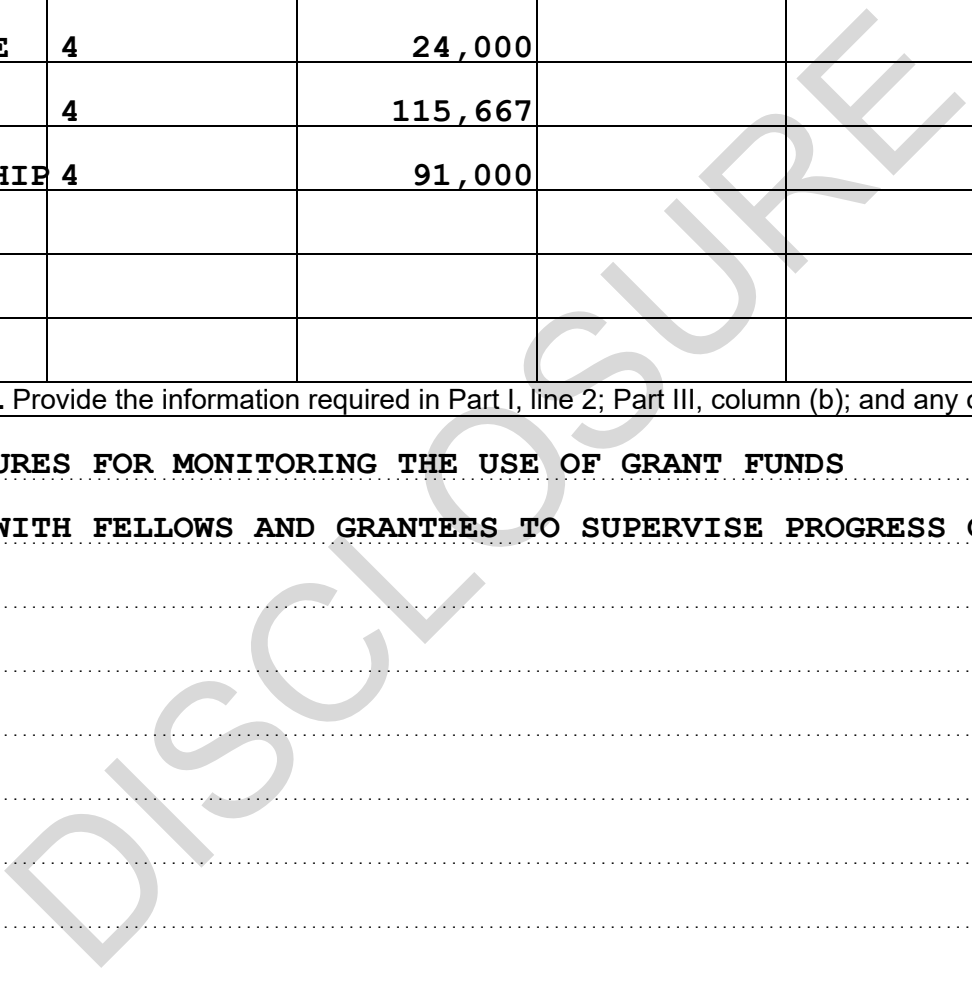 E 4 24,000
4 115,667
HIP 4 91,000
. Provide the information required in Part I, line 2; Part III, column (b); and any
URES FOR MONITORING THE USE OF GRANT FUNDS
WITH FELLOWS AND GRANTEES TO SUPERVISE PROGRESS
DISCLOSURE